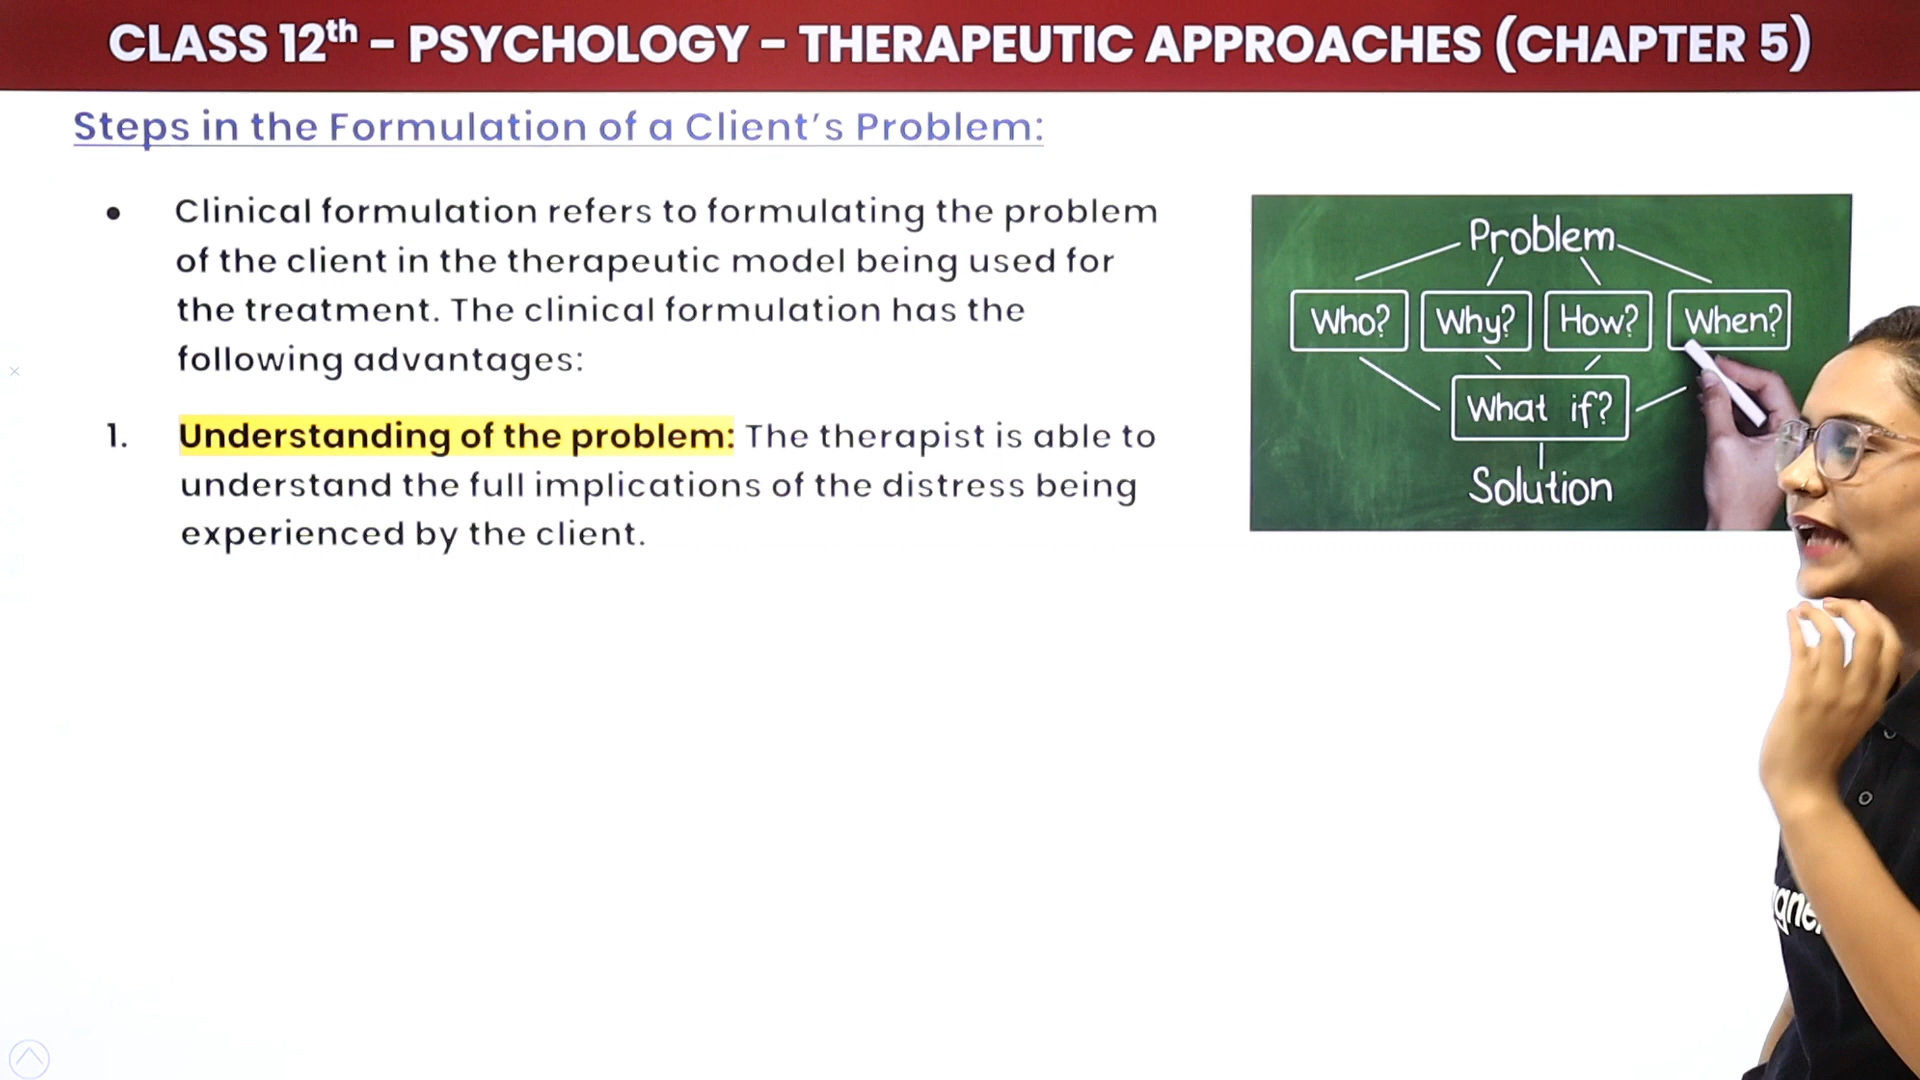 CLASS 12th – PSYCHOLOGY – THERAPEUTIC APPROACHES (CHAPTER 5)
Steps in the Formulation of a Client's Problem:
• Clinical formulation refers to formulating the problem
of the client in the therapeutic model being used for
the treatment. The clinical formulation has the
following advantages:
1. Understanding of the problem: The therapist is able to
understand the full implications of the distress being
experienced by the client.
Problem
Who? Why? How? When?
What if?
Solution